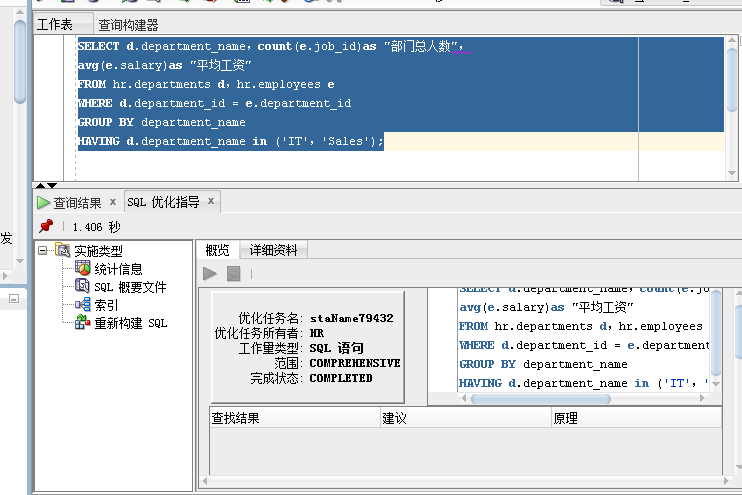 工作表 查询构建器
SELECT d.department_name，count(e.job_id)as "部门总人数"，
avg(e.salary)as "平均工资"
FROM hr.departments d，hr.employees e
WHERE d.department_id = e.department_id
GROUP BY department_name
HAVING d.department_name in ('IT'，'Sales');
查询结果 x SQL 优化指导 x
1.406 秒
发
实施类型
统计信息
SQL 概要文件
索引
重新构建 SQL
概览 详细资料
优化任务名: staName79432
优化任务所有者: HR
工作量类型: SQL 语句
范围: COMPREHENSIVE
完成状态: COMPLETED
SELECT d.department_name，count(e.jo
avg(e.salary)as "平均工资"
FROM hr.departments d，hr.employees
WHERE d.department_id = e.department
GROUP BY department_name
HAVING d.department_name in ('IT'，'
查找结果 建议 原理